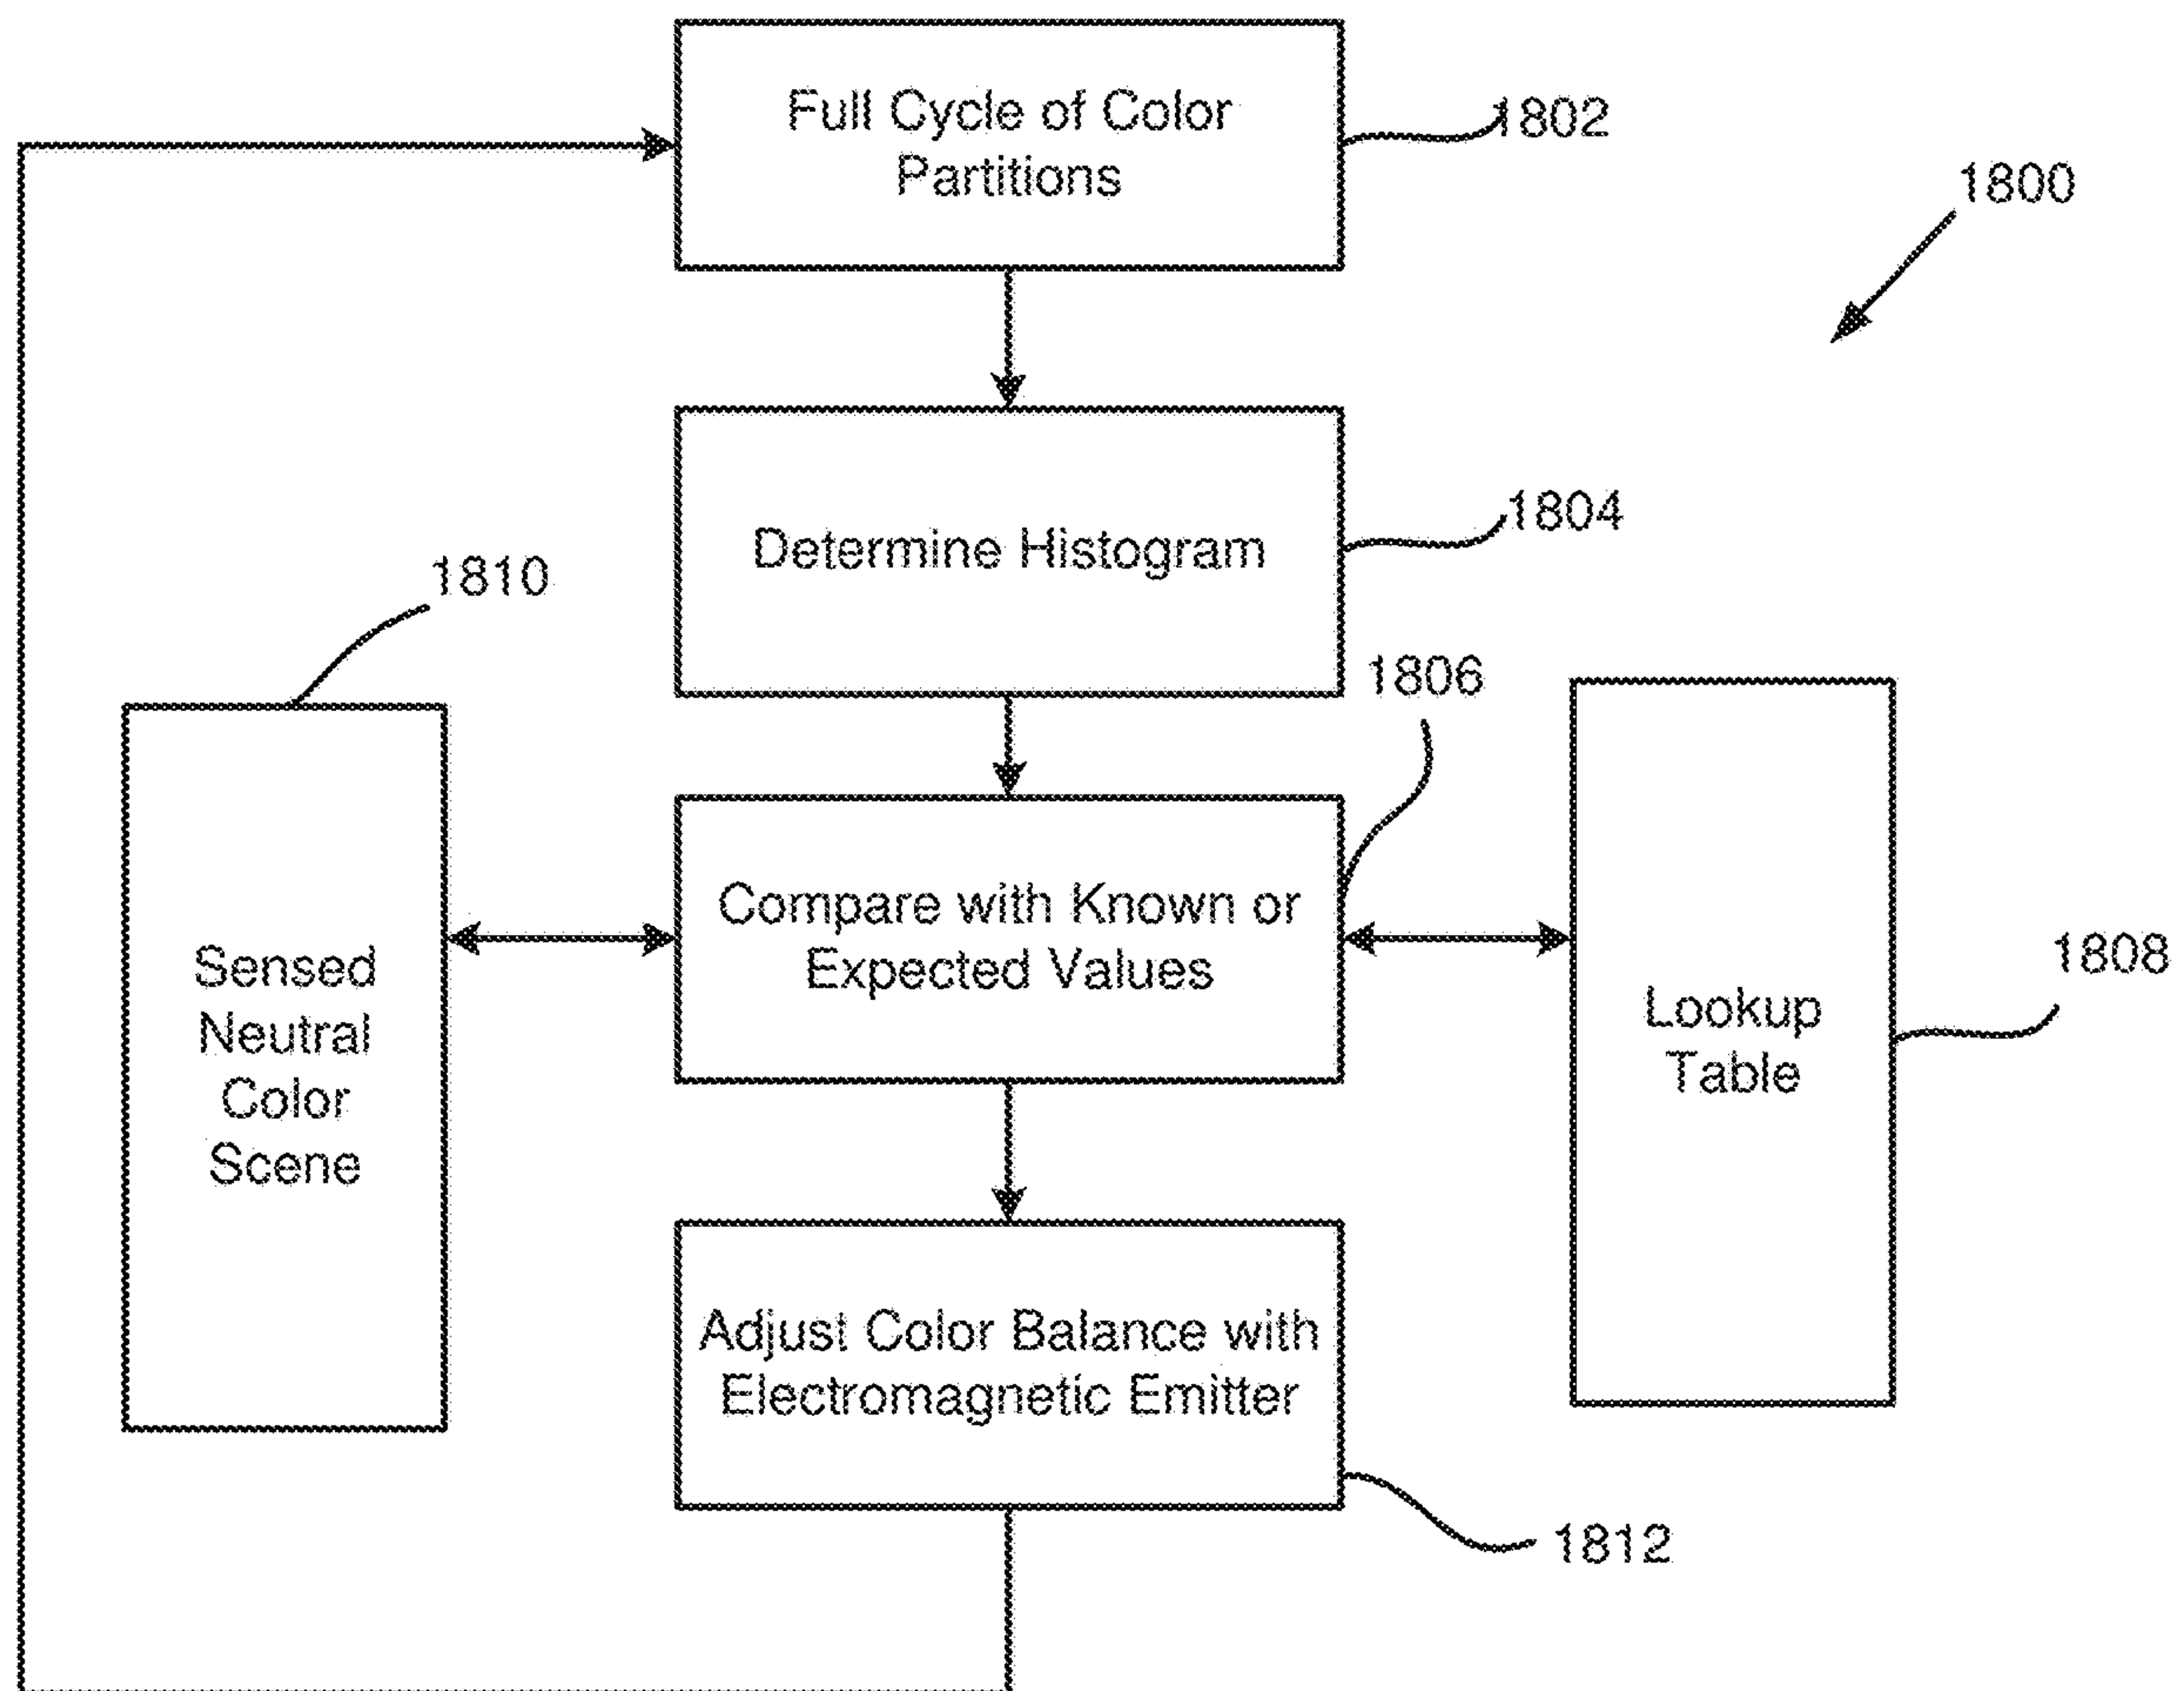 Full Cycle of Color
Partitions
1802
1800
Determine Histogram
1804
1810
1806
Compare with Known or
Expected Values
Sensed
Neutral
Color
Scene
1808
Lookup
Table
Adjust Color Balance with
Electromagnetic Emitter
1812